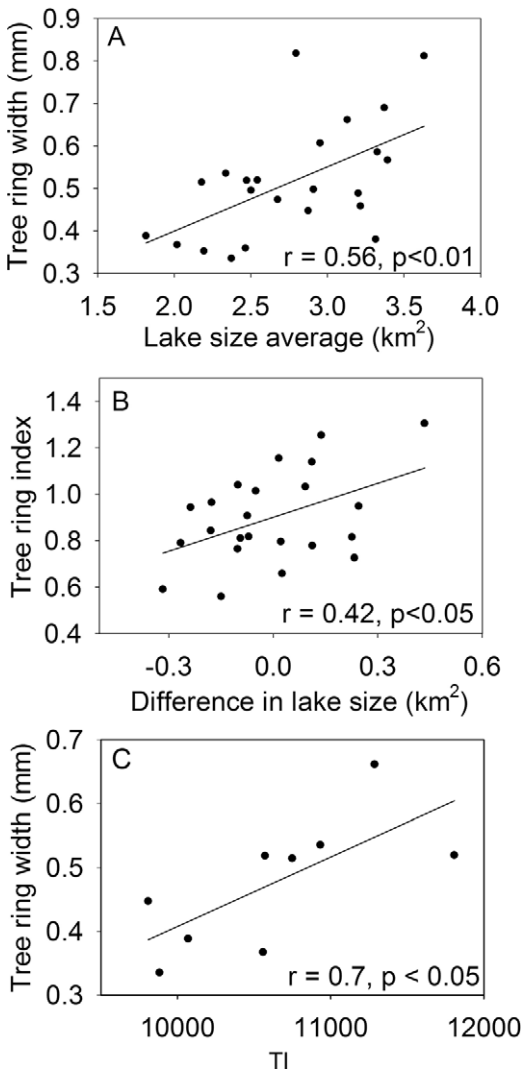 A
Tree ring width (mm)
0.9
0.8
0.7
0.6
0.5
0.4
0.3
r = 0.56, p<0.01
1.5 2.0 2.5 3.0 3.5 4.0
Lake size average (km²)
B
Tree ring index
1.4
1.2
1.0
0.8
0.6
0.4
r = 0.42, p<0.05
-0.3 0.0 0.3 0.6
Difference in lake size (km²)
C
Tree ring width (mm)
0.7
0.6
0.5
0.4
0.3
r = 0.7, p < 0.05
10000 11000 12000
TI